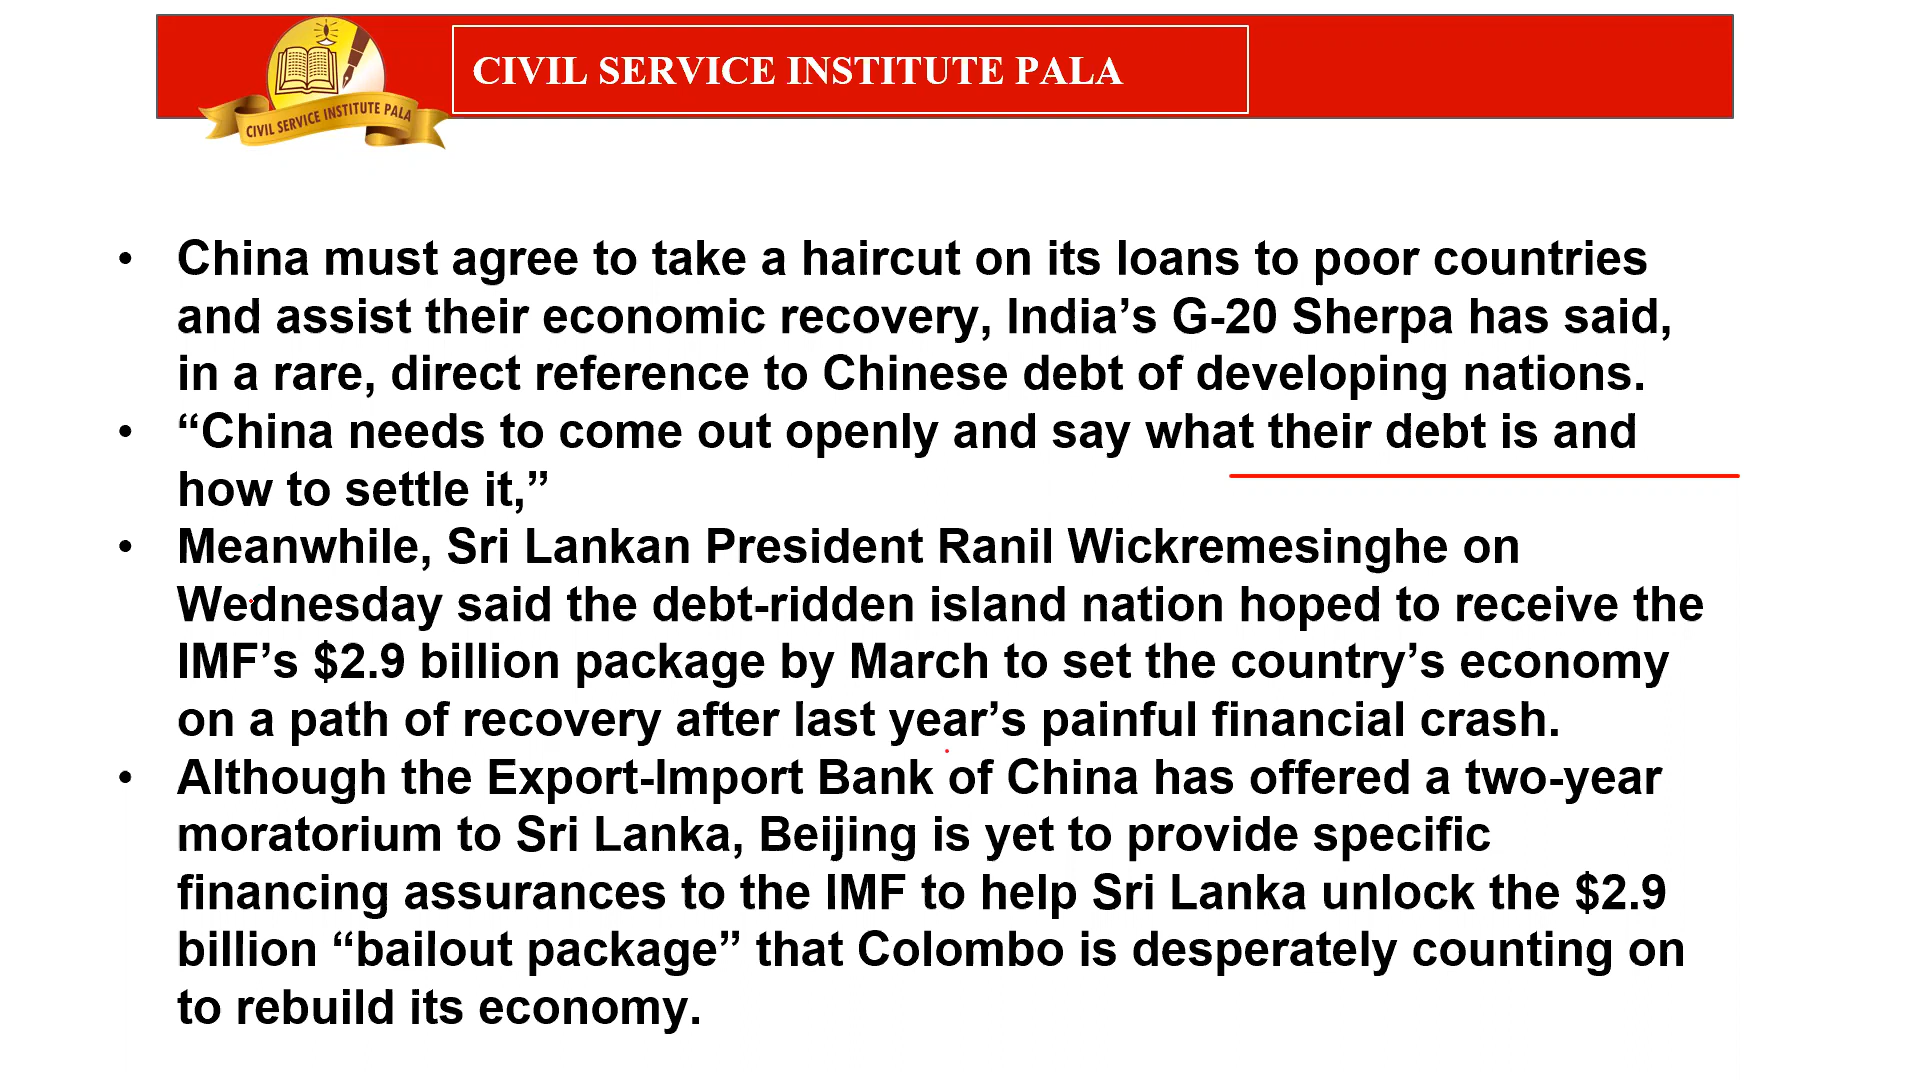 CIVIL SERVICE INSTITUTE PALA
CIVIL SERVICE INSTITUTE PALA
• China must agree to take a haircut on its loans to poor countries
and assist their economic recovery, India’s G-20 Sherpa has said,
in a rare, direct reference to Chinese debt of developing nations.
• “China needs to come out openly and say what their debt is and
how to settle it,”
• Meanwhile, Sri Lankan President Ranil Wickremesinghe on
Wednesday said the debt-ridden island nation hoped to receive the
IMF’s $2.9 billion package by March to set the country’s economy
on a path of recovery after last year’s painful financial crash.
• Although the Export-Import Bank of China has offered a two-year
moratorium to Sri Lanka, Beijing is yet to provide specific
financing assurances to the IMF to help Sri Lanka unlock the $2.9
billion “bailout package” that Colombo is desperately counting on
to rebuild its economy.